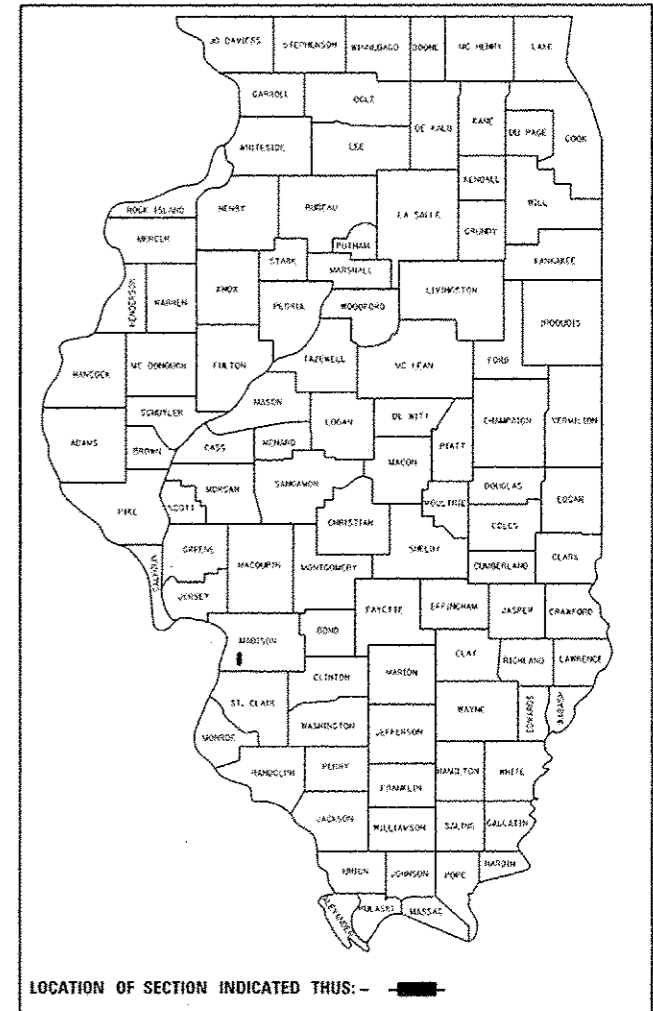 JO DAVIESS STEPHENSON WINNEBAGO BOONE MC HENRY LAKE
CARROLL OGLE DE KALB KANE DU PAGE COOK
WHITESIDE LEE KENDALL WILL
ROCK ISLAND HENRY BUREAU LA SALLE GRUNDY
MERCER PUTNAM KANKAKEE
STARK MARSHALL
HENDERSON WARREN KNOX PEORIA WOODFORD LIVINGSTON IROQUOIS
HANCOCK MC DONOUGH FULTON TAZEWELL MC LEAN FORD
SCHUYLER MASON LOGAN DE WITT CHAMPAIGN VERMILION
ADAMS BROWN CASS MENARD PIATT
MACON
PIKE SCOTT MORGAN SANGAMON MOULTRIE DOUGLAS EDGAR
CHRISTIAN COLES
CALHOUN GREENE MACOUPIN MONTGOMERY SHELBY CUMBERLAND CLARK
JERSEY FAYETTE EFFINGHAM JASPER CRAWFORD
MADISON BOND
CLINTON MARION CLAY RICHLAND LAWRENCE
ST. CLAIR WAYNE EDWARDS WABASH
MONROE WASHINGTON JEFFERSON
RANDOLPH PERRY HAMILTON WHITE
FRANKLIN
JACKSON WILLIAMSON SALINE GALLATIN
UNION JOHNSON POPE HARDIN
ALEXANDER PULASKI MASSAC
LOCATION OF SECTION INDICATED THUS: -